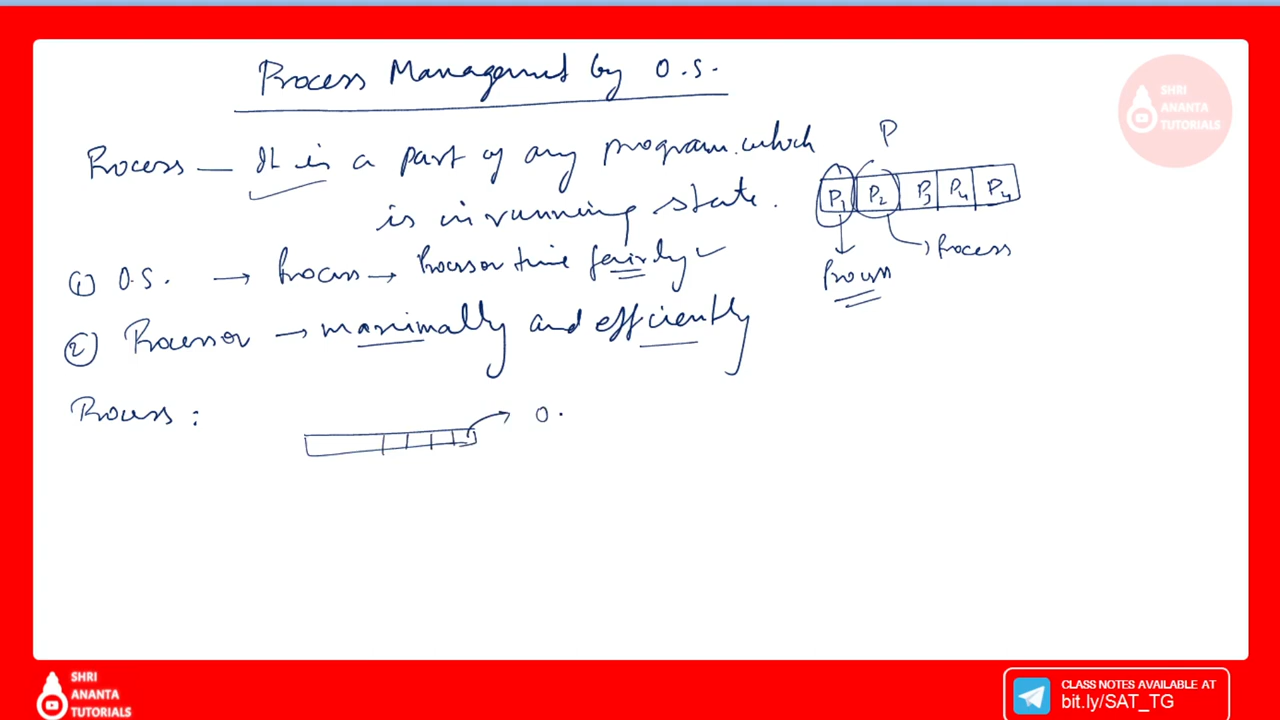 Process Management by O.S.
SHRI
ANANTA
TUTORIALS
Process — It is a part of any program which
is in running state.
P
P1 P2 P3 P4 P4
Process
Process
① O.S. → Process → Processor time fairly ✓
② Processor → maximally and efficiently
Process :
O.
SHRI
ANANTA
TUTORIALS
CLASS NOTES AVAILABLE AT
bit.ly/SAT_TG